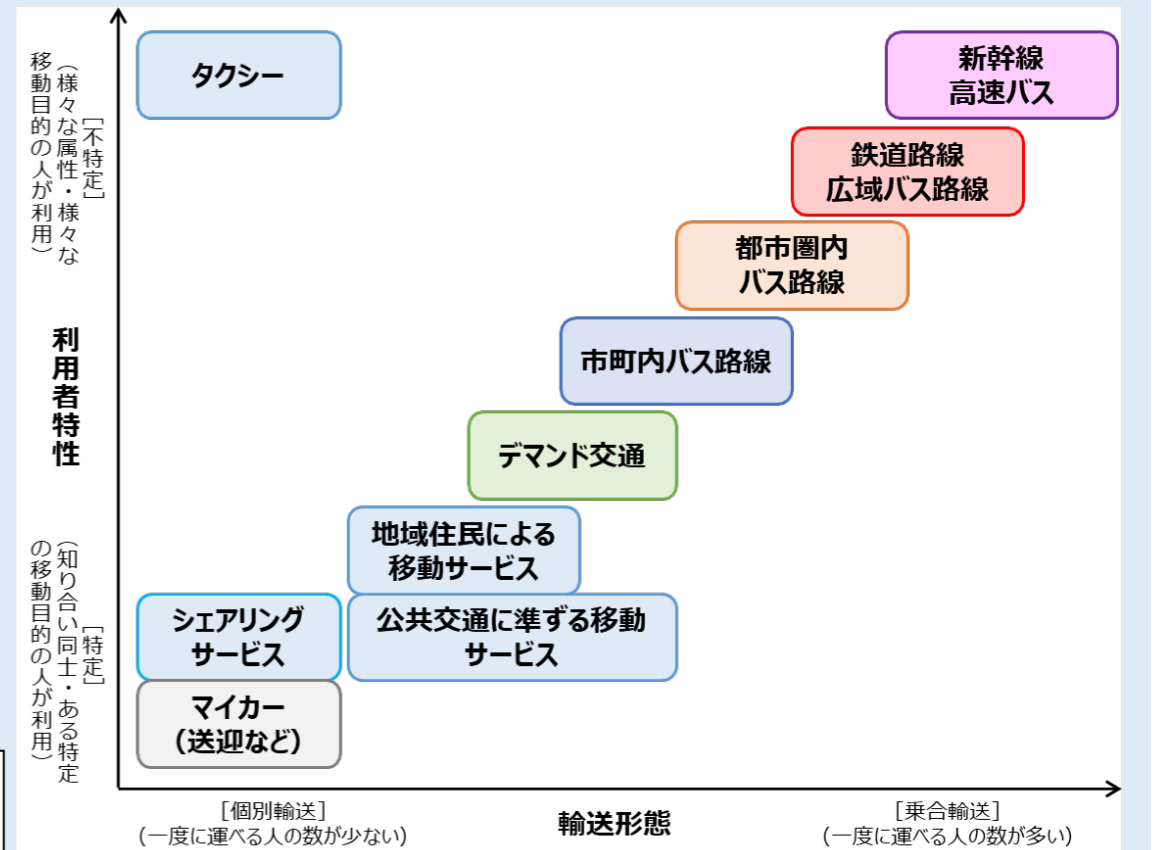 タクシー
新幹線
高速バス
鉄道路線
広域バス路線
都市圏内
バス路線
市町内バス路線
デマンド交通
地域住民による
移動サービス
シェアリング
サービス
公共交通に準ずる移動
サービス
マイカー
（送迎など）
［不特定］
（様々な属性・様々な
移動目的の人が利用）
利用者特性
［特定］
（知り合い同士・ある特定
の移動目的の人が利用）
［個別輸送］
（一度に運べる人の数が少ない）
輸送形態
［乗合輸送］
（一度に運べる人の数が多い）